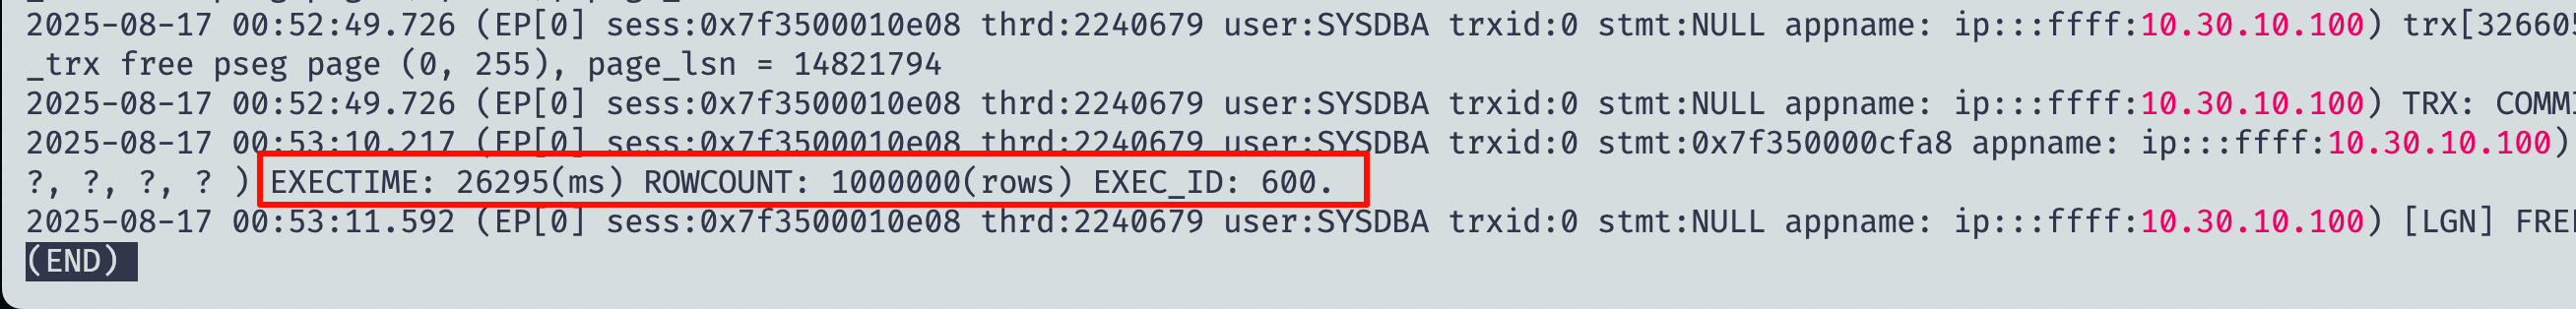 2025-08-17 00:52:49.726 (EP[0] sess:0x7f3500010e08 thrd:2240679 user:SYSDBA trxid:0 stmt:NULL appname: ip:::ffff:10.30.10.100) trx[326605
_trx free pseg page (0, 255), page_lsn = 14821794
2025-08-17 00:52:49.726 (EP[0] sess:0x7f3500010e08 thrd:2240679 user:SYSDBA trxid:0 stmt:NULL appname: ip:::ffff:10.30.10.100) TRX: COMMI
2025-08-17 00:53:10.217 (EP[0] sess:0x7f3500010e08 thrd:2240679 user:SYSDBA trxid:0 stmt:0x7f350000cfa8 appname: ip:::ffff:10.30.10.100)
?, ?, ?, ? ) EXECTIME: 26295(ms) ROWCOUNT: 1000000(rows) EXEC_ID: 600.
2025-08-17 00:53:11.592 (EP[0] sess:0x7f3500010e08 thrd:2240679 user:SYSDBA trxid:0 stmt:NULL appname: ip:::ffff:10.30.10.100) [LGN] FREE
(END)